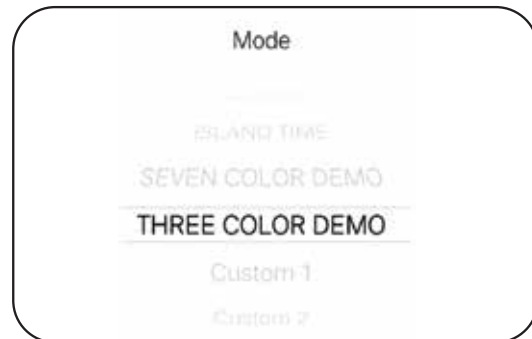 Mode
ISLAND TIME
SEVEN COLOR DEMO
THREE COLOR DEMO
Custom 1
Custom 2